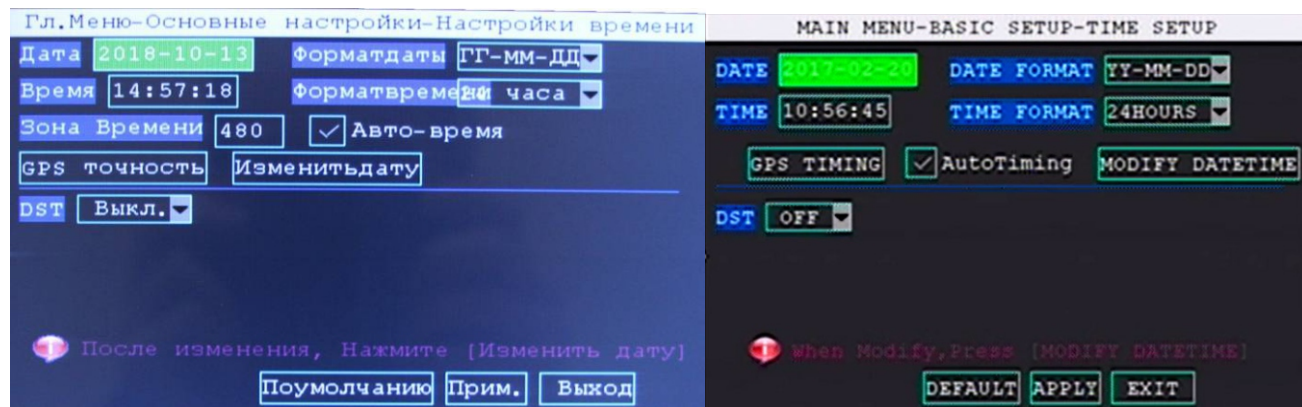 Гл.Меню-Основные настройки-Настройки времени
Дата 2018-10-13 Форматдаты ГГ-ММ-ДД
Время 14:57:18 Форматвремени 24 часа
Зона Времени 480 Авто-время
GPS точность Изменитьдату
DST Выкл.
После изменения, Нажмите [Изменить дату]
Поумолчанию Прим. Выход
MAIN MENU-BASIC SETUP-TIME SETUP
DATE 2017-02-20 DATE FORMAT YY-MM-DD
TIME 10:56:45 TIME FORMAT 24HOURS
GPS TIMING AutoTiming MODIFY DATETIME
DST OFF
When Modify,Press [MODIFY DATETIME]
DEFAULT APPLY EXIT